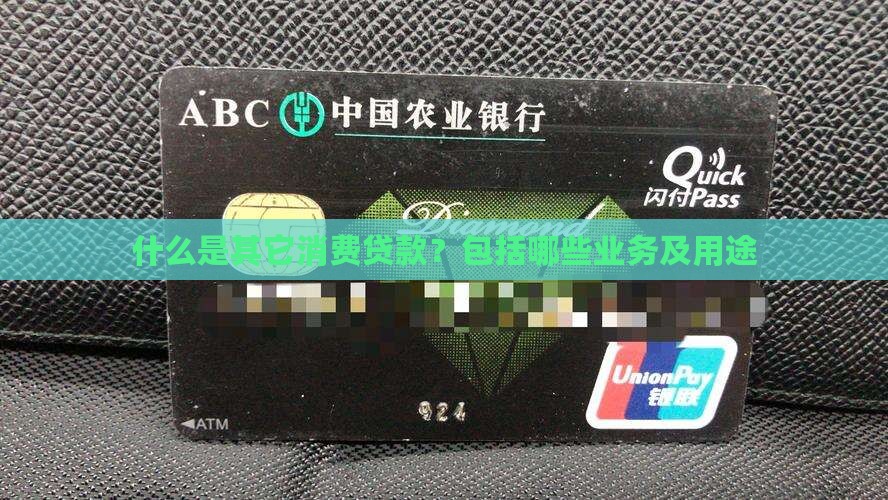 ABC 中国农业银行
Quick
闪付Pass
Diamond
什么是其它消费贷款？包括哪些业务及用途
UnionPay
银联
924
◄ATM